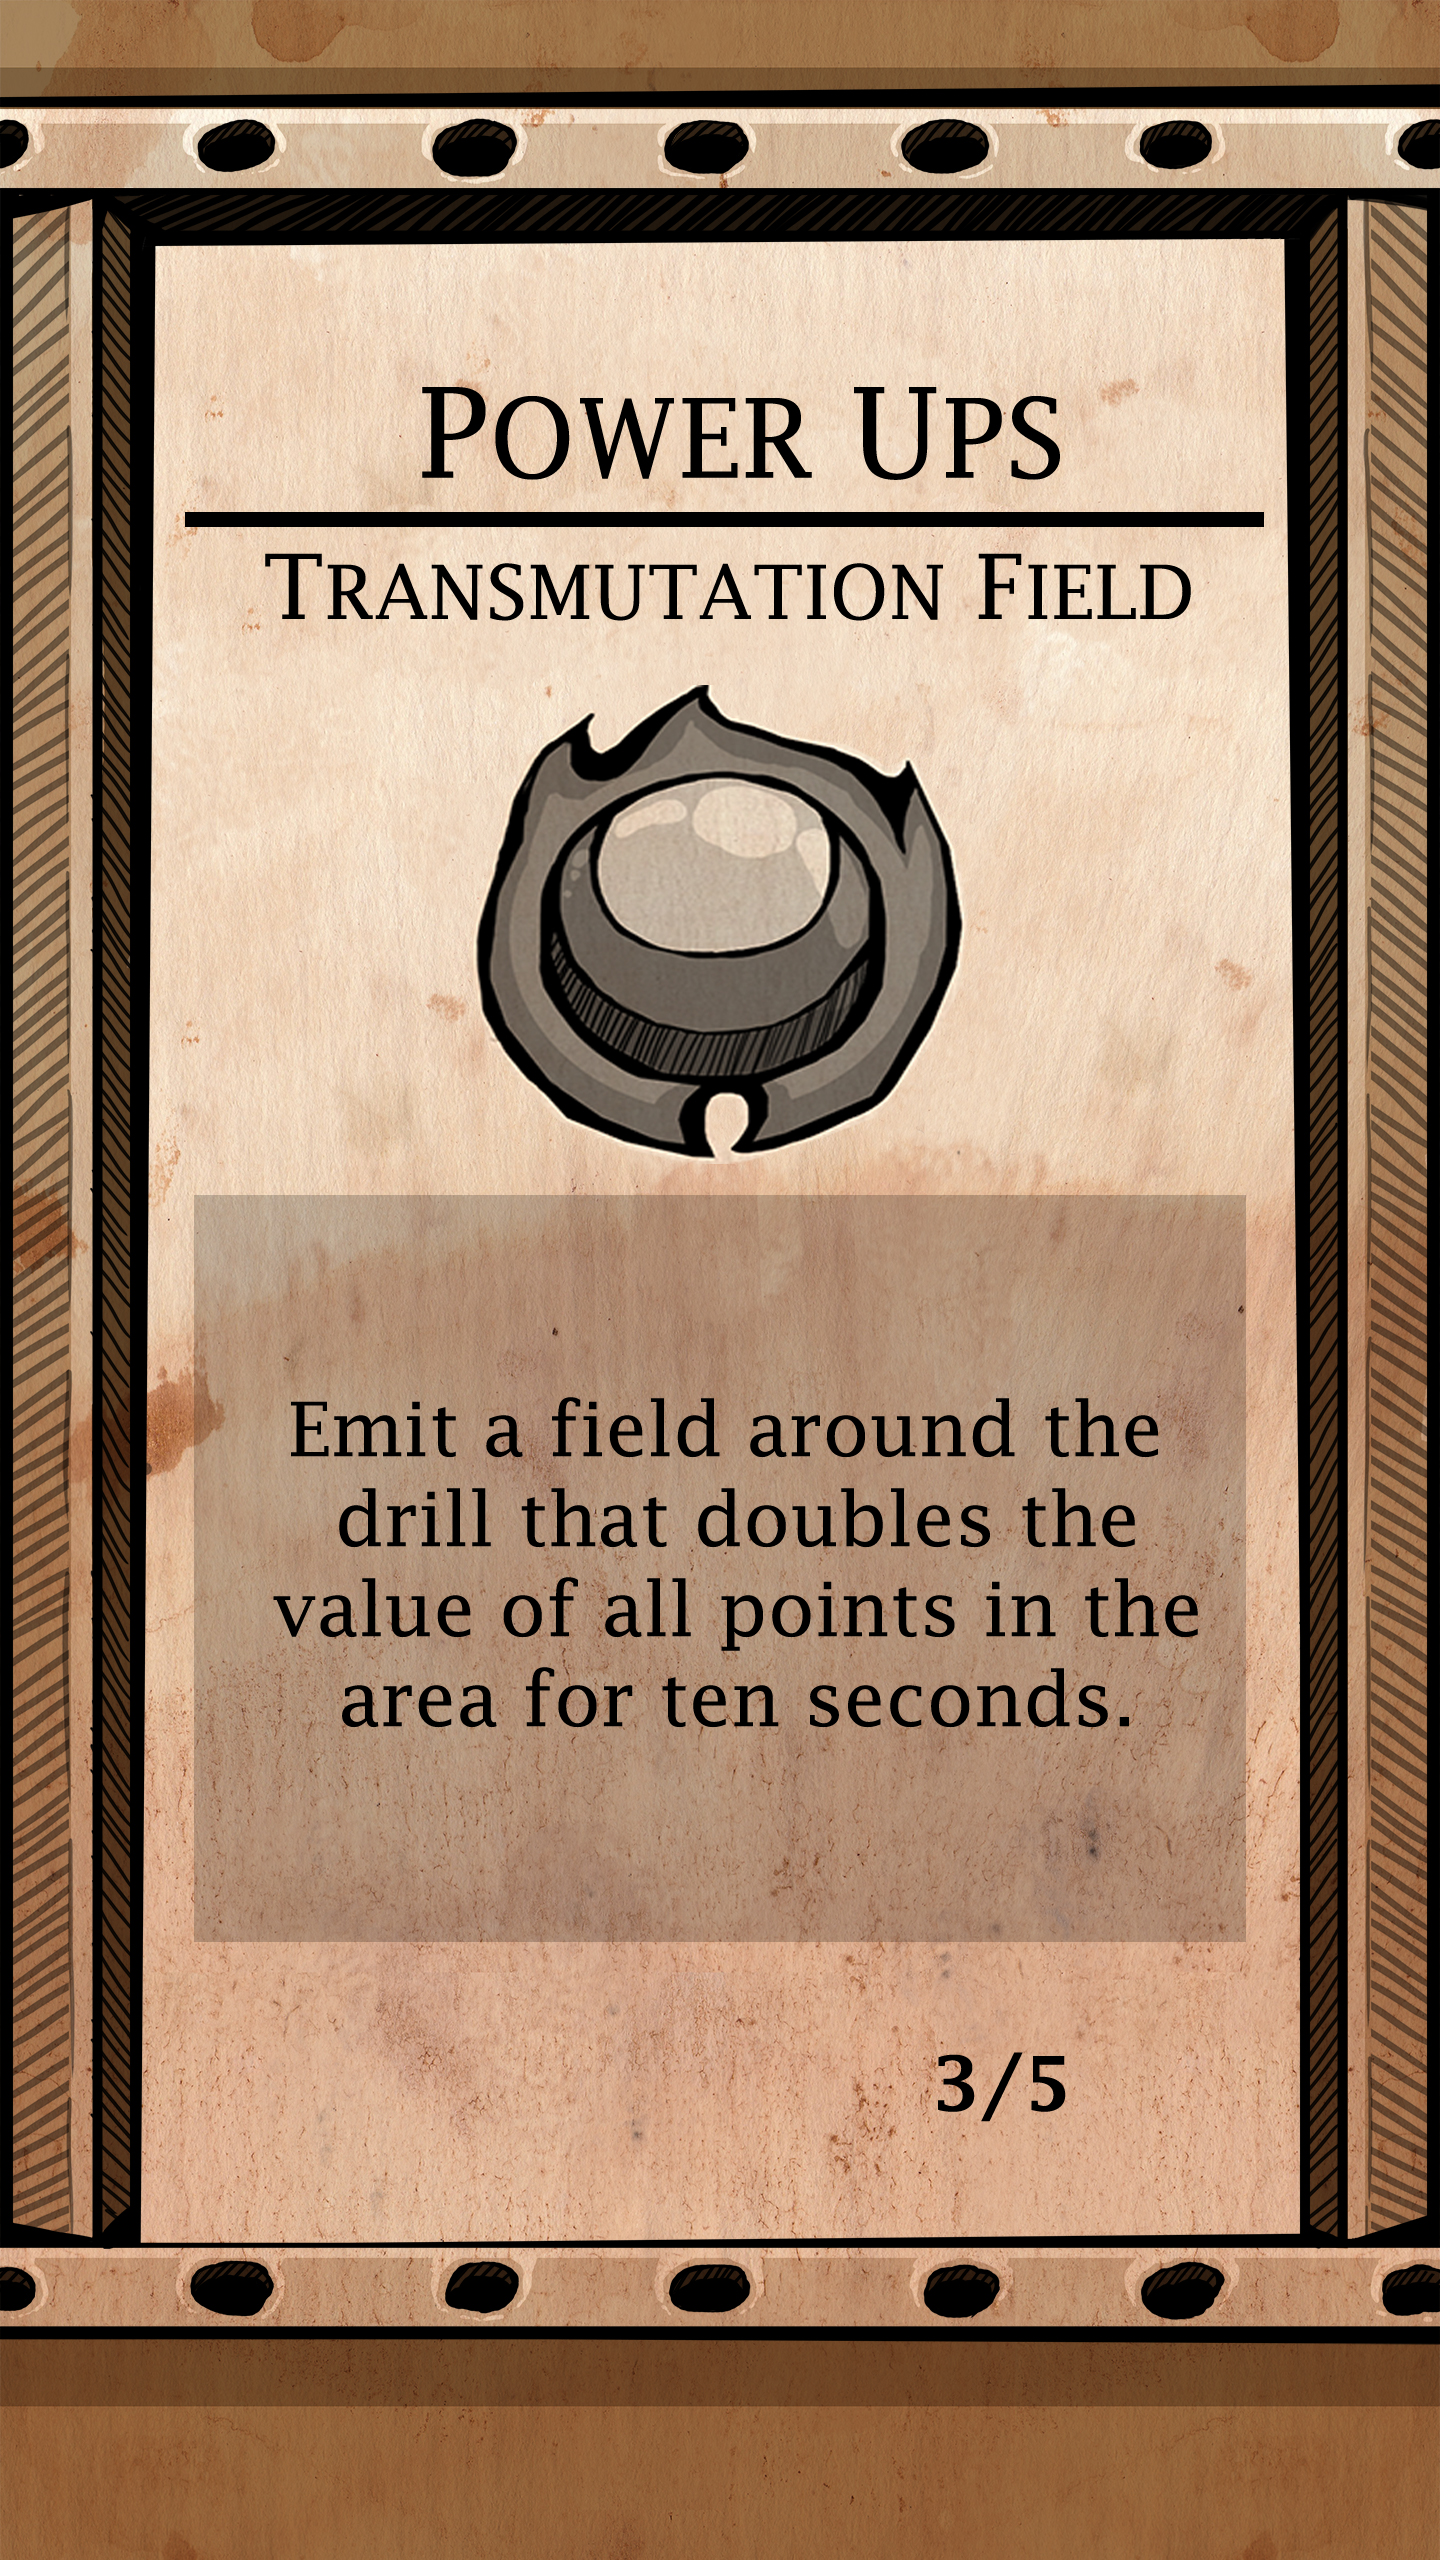 Power Ups
Transmutation Field
Emit a field around the
drill that doubles the
value of all points in the
area for ten seconds.
3/5